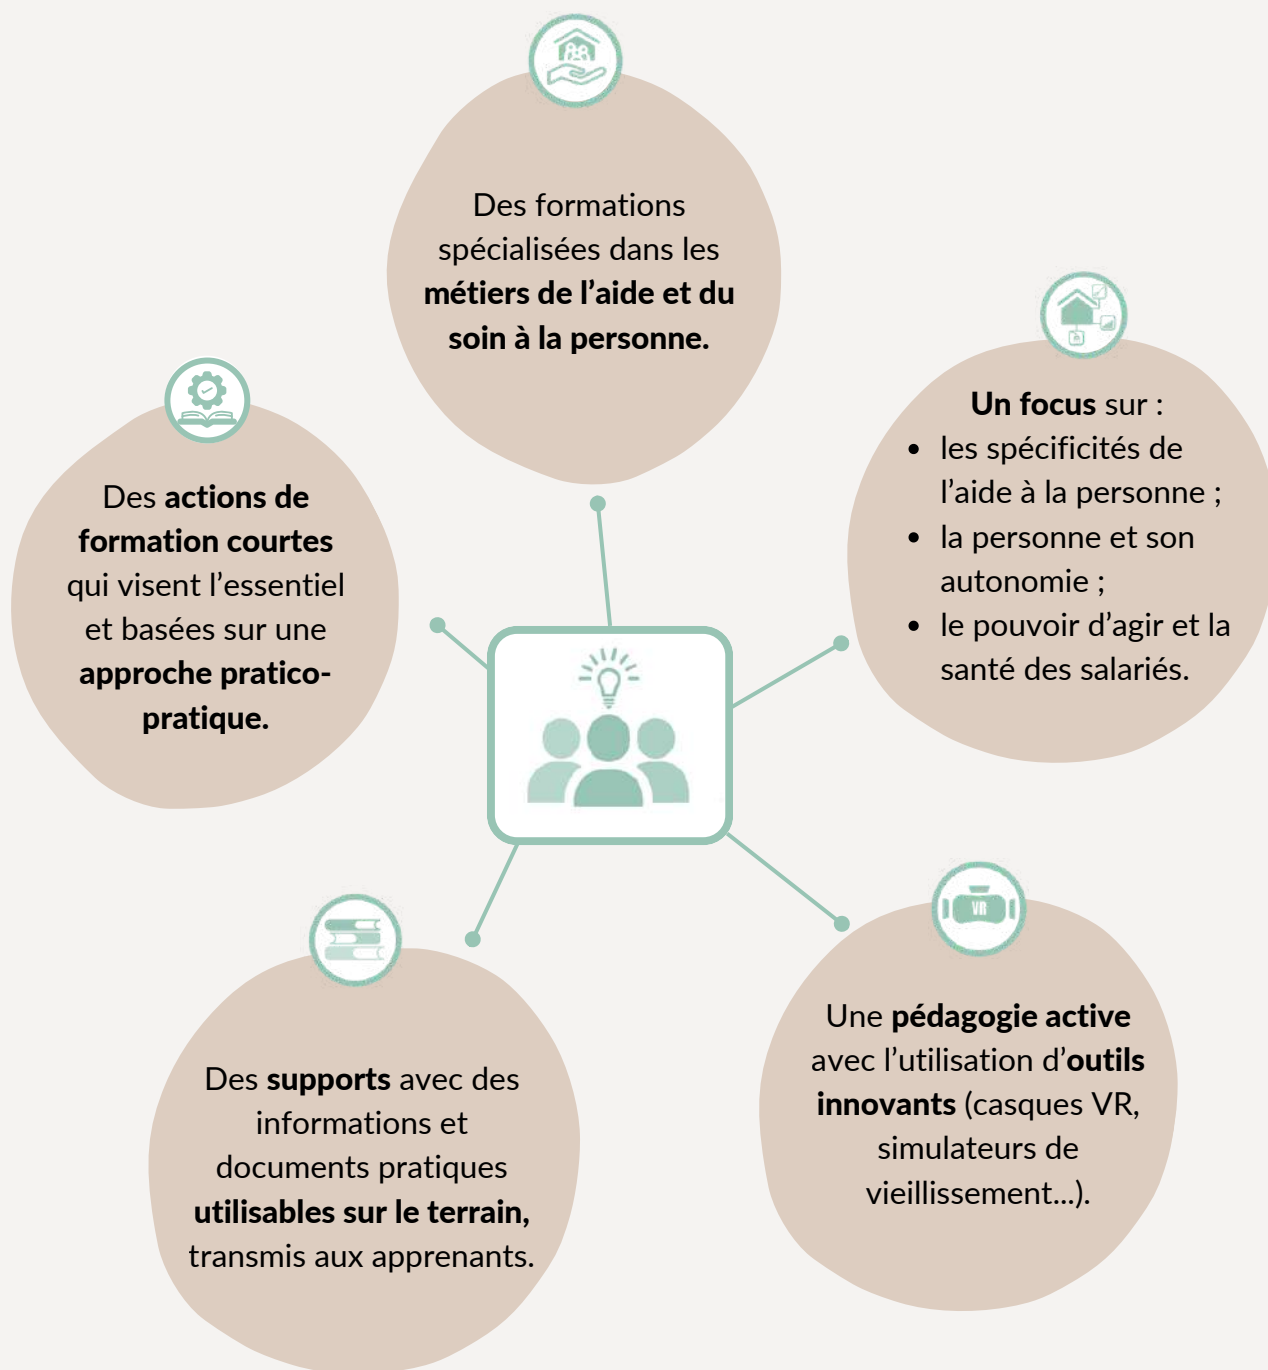 Des formations
spécialisées dans les
métiers de l’aide et du
soin à la personne.
Un focus sur :
• les spécificités de
l’aide à la personne ;
• la personne et son
autonomie ;
• le pouvoir d’agir et la
santé des salariés.
Des actions de
formation courtes
qui visent l’essentiel
et basées sur une
approche pratico-
pratique.
Des supports avec des
informations et
documents pratiques
utilisables sur le terrain,
transmis aux apprenants.
VR
Une pédagogie active
avec l’utilisation d’outils
innovants (casques VR,
simulateurs de
vieillissement...).